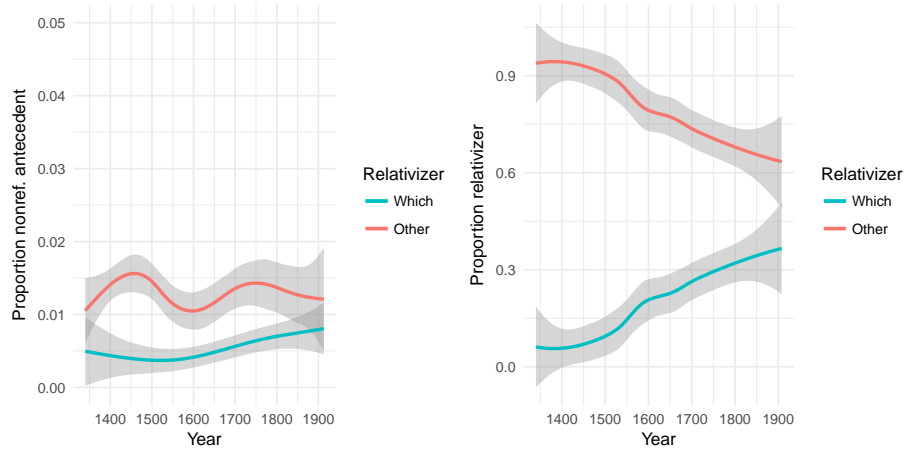 Proportion nonref. antecedent
0.05
0.04
0.03
0.02
0.01
0.00
1400 1500 1600 1700 1800 1900
Year
Relativizer
Which
Other
Proportion relativizer
0.9
0.6
0.3
0.0
1400 1500 1600 1700 1800 1900
Year
Relativizer
Which
Other